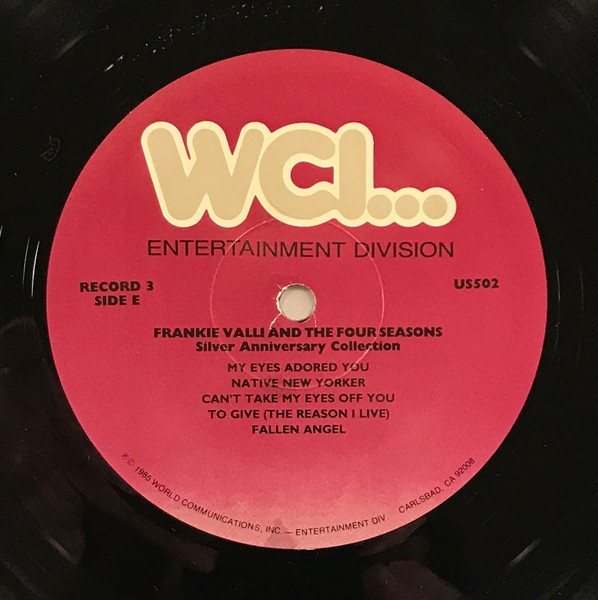 WCI...
ENTERTAINMENT DIVISION
RECORD 3
SIDE E
US502
FRANKIE VALLI AND THE FOUR SEASONS
Silver Anniversary Collection
MY EYES ADORED YOU
NATIVE NEW YORKER
CAN'T TAKE MY EYES OFF YOU
TO GIVE (THE REASON I LIVE)
FALLEN ANGEL
℗ © 1985 WORLD COMMUNICATIONS, INC. — ENTERTAINMENT DIV. CARLSBAD, CA 92008